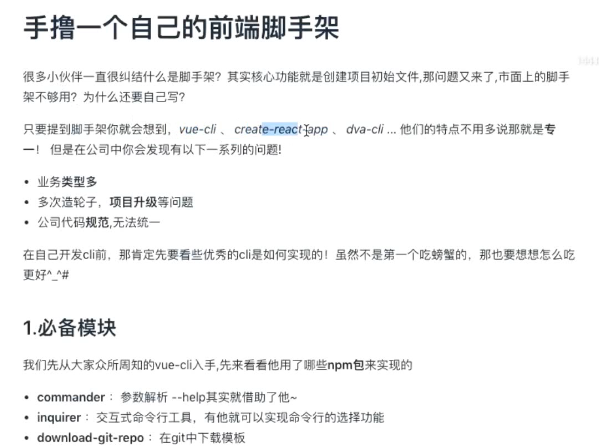 手撸一个自己的前端脚手架
很多小伙伴一直很纠结什么是脚手架？其实核心功能就是创建项目初始文件,那问题又来了,市面上的脚手
架不够用？为什么还要自己写？
只要提到脚手架你就会想到，vue-cli 、 create-react-app 、 dva-cli ... 他们的特点不用多说那就是专
一！ 但是在公司中你会发现有以下一系列的问题!
• 业务类型多
• 多次造轮子，项目升级等问题
• 公司代码规范,无法统一
在自己开发cli前，那肯定先要看些优秀的cli是如何实现的！虽然不是第一个吃螃蟹的，那也要想想怎么吃
更好^_^#
1.必备模块
我们先从大家众所周知的vue-cli入手,先来看看他用了哪些npm包来实现的
• commander ：参数解析 --help其实就借助了他~
• inquirer ：交互式命令行工具，有他就可以实现命令行的选择功能
• download-git-repo ：在git中下载模板